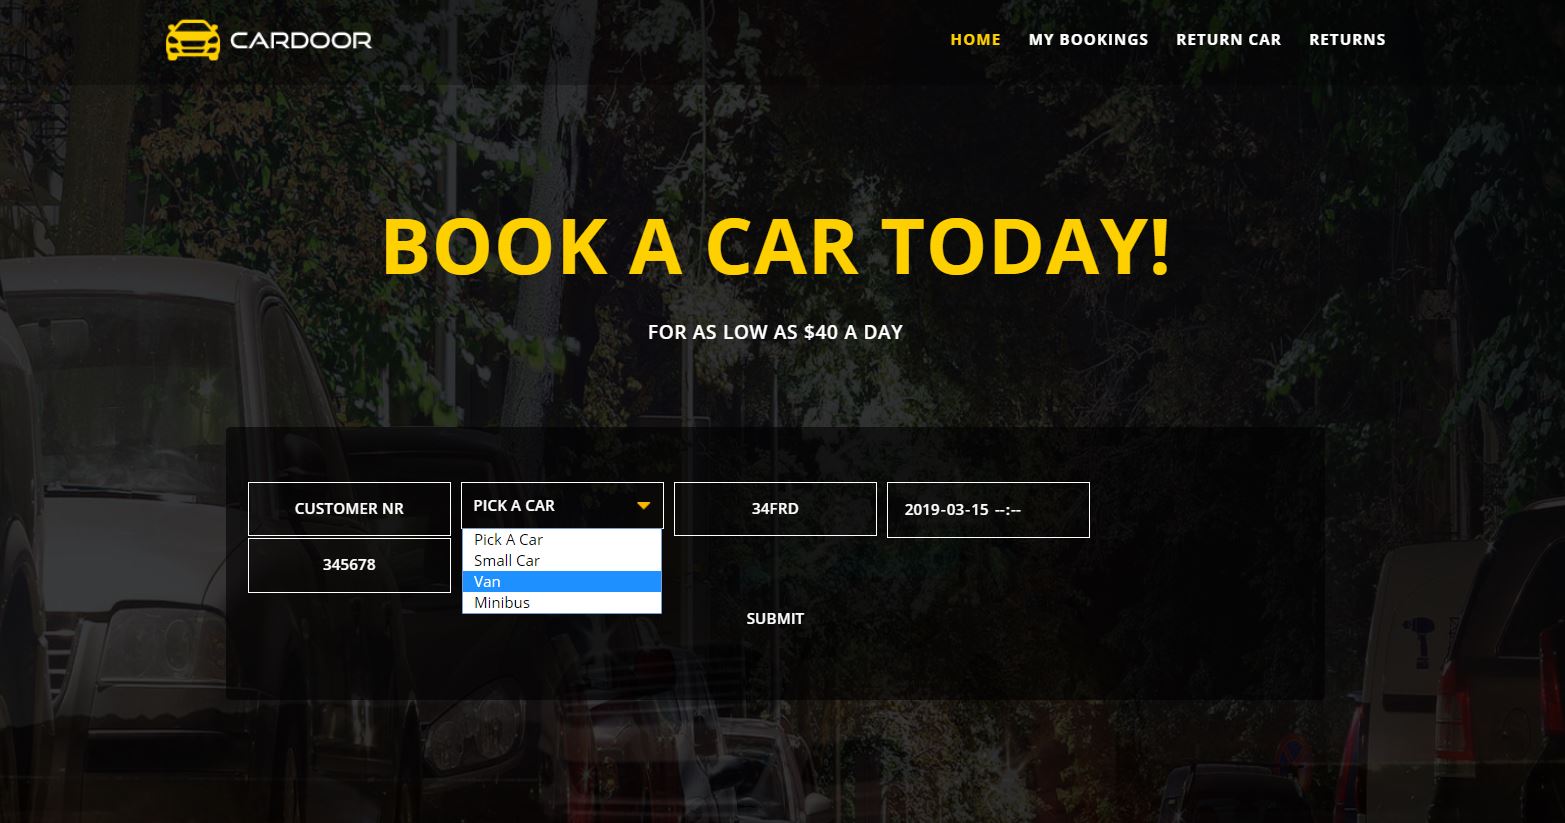 CARDOOR
HOME MY BOOKINGS RETURN CAR RETURNS
BOOK A CAR TODAY!
FOR AS LOW AS $40 A DAY
CUSTOMER NR
PICK A CAR
34FRD
2019-03-15 --:--
345678
Pick A Car
Small Car
Van
Minibus
SUBMIT